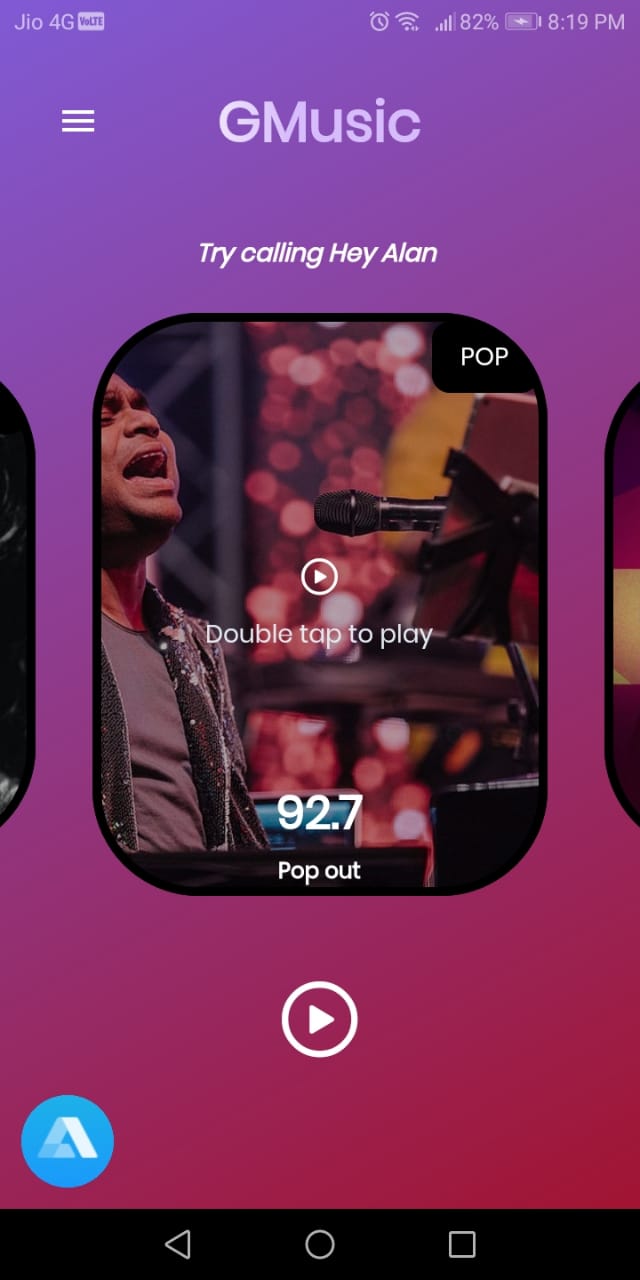 Jio 4G VoLTE 82% 8:19 PM
GMusic
Try calling Hey Alan
POP
Double tap to play
92.7
Pop out